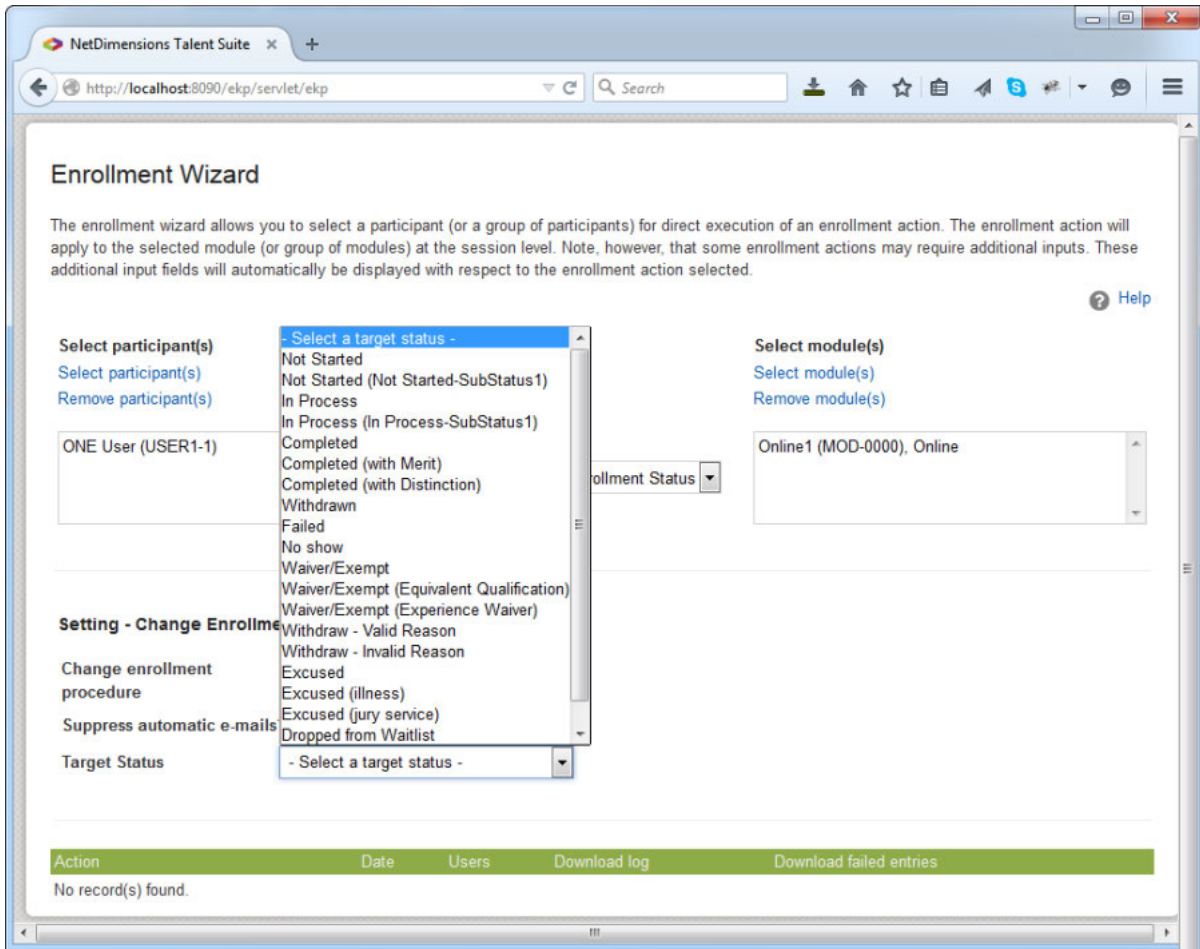 NetDimensions Talent Suite
http://localhost:8090/ekp/servlet/ekp
Search
Enrollment Wizard
The enrollment wizard allows you to select a participant (or a group of participants) for direct execution of an enrollment action. The enrollment action will
apply to the selected module (or group of modules) at the session level. Note, however, that some enrollment actions may require additional inputs. These
additional input fields will automatically be displayed with respect to the enrollment action selected.
Help
Select participant(s)
Select participant(s)
Remove participant(s)
ONE User (USER1-1)
- Select a target status -
Not Started
Not Started (Not Started-SubStatus1)
In Process
In Process (In Process-SubStatus1)
Completed
Completed (with Merit)
Completed (with Distinction)
Withdrawn
Failed
No show
Waiver/Exempt
Waiver/Exempt (Equivalent Qualification)
Waiver/Exempt (Experience Waiver)
Withdraw - Valid Reason
Withdraw - Invalid Reason
Excused
Excused (illness)
Excused (jury service)
Dropped from Waitlist
rollment Status
Select module(s)
Select module(s)
Remove module(s)
Online1 (MOD-0000), Online
Setting - Change Enrollme
Change enrollment
procedure
Suppress automatic e-mails
Target Status
- Select a target status -
Action Date Users Download log Download failed entries
No record(s) found.